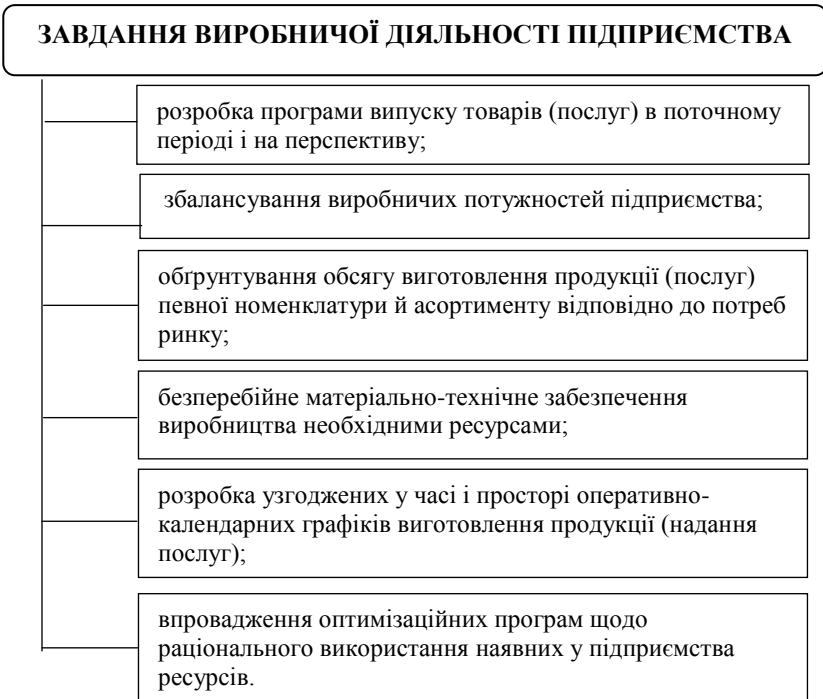 ЗАВДАННЯ ВИРОБНИЧОЇ ДІЯЛЬНОСТІ ПІДПРИЄМСТВА
розробка програми випуску товарів (послуг) в поточному
періоді і на перспективу;
збалансування виробничих потужностей підприємства;
обґрунтування обсягу виготовлення продукції (послуг)
певної номенклатури й асортименту відповідно до потреб
ринку;
безперебійне матеріально-технічне забезпечення
виробництва необхідними ресурсами;
розробка узгоджених у часі і просторі оперативно-
календарних графіків виготовлення продукції (надання
послуг);
впровадження оптимізаційних програм щодо
раціонального використання наявних у підприємства
ресурсів.